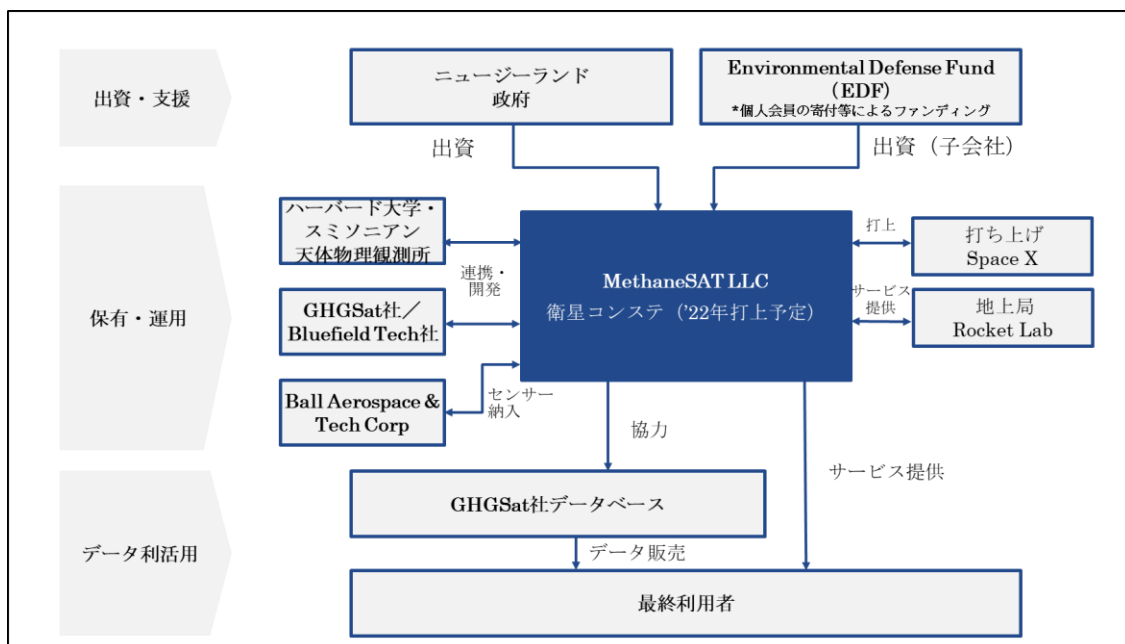 出資・支援
ニュージーランド
政府
Environmental Defense Fund
（EDF）
*個人会員の寄付等によるファンディング
出資
出資（子会社）
保有・運用
ハーバード大学・
スミソニアン
天体物理観測所
連携・
開発
GHGSat社／
Bluefield Tech社
Ball Aerospace &
Tech Corp
センサー
納入
MethaneSAT LLC
衛星コンステ（’22年打上予定）
打上
打ち上げ
Space X
サービス
提供
地上局
Rocket Lab
協力
サービス提供
データ利活用
GHGSat社データベース
データ販売
最終利用者